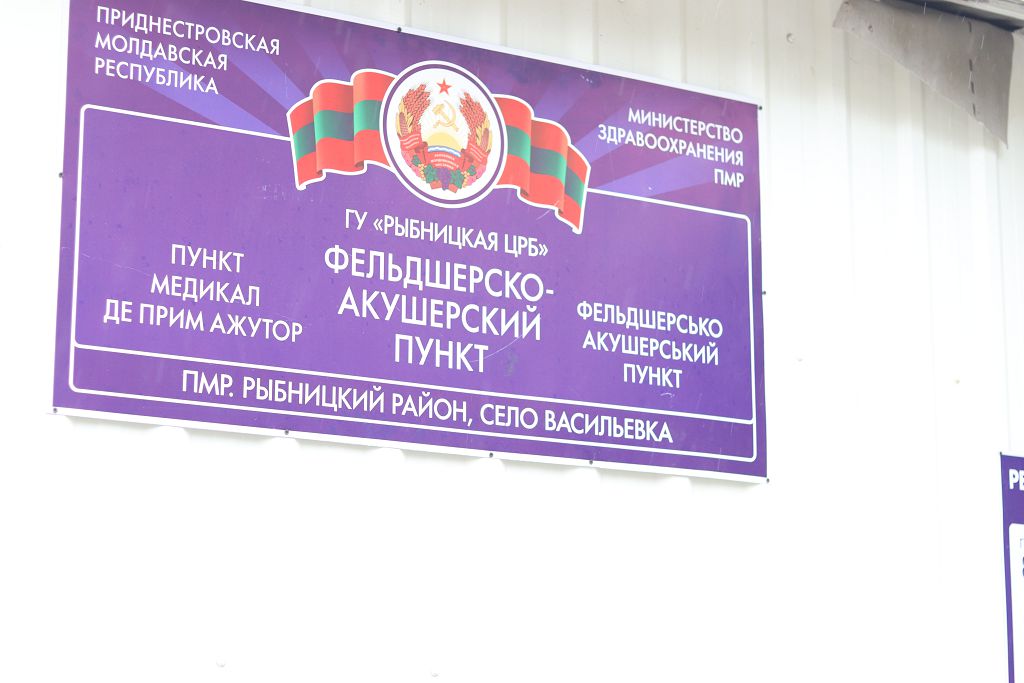 ПРИДНЕСТРОВСКАЯ
МОЛДАВСКАЯ
РЕСПУБЛИКА
МИНИСТЕРСТВО
ЗДРАВООХРАНЕНИЯ
ПМР
ГУ «РЫБНИЦКАЯ ЦРБ»
ПУНКТ
МЕДИКАЛ
ДЕ ПРИМ АЖУТОР
ФЕЛЬДШЕРСКО-
АКУШЕРСКИЙ
ПУНКТ
ФЕЛЬДШЕРСЬКО
АКУШЕРСЬКИЙ
ПУНКТ
ПМР. РЫБНИЦКИЙ РАЙОН, СЕЛО ВАСИЛЬЕВКА